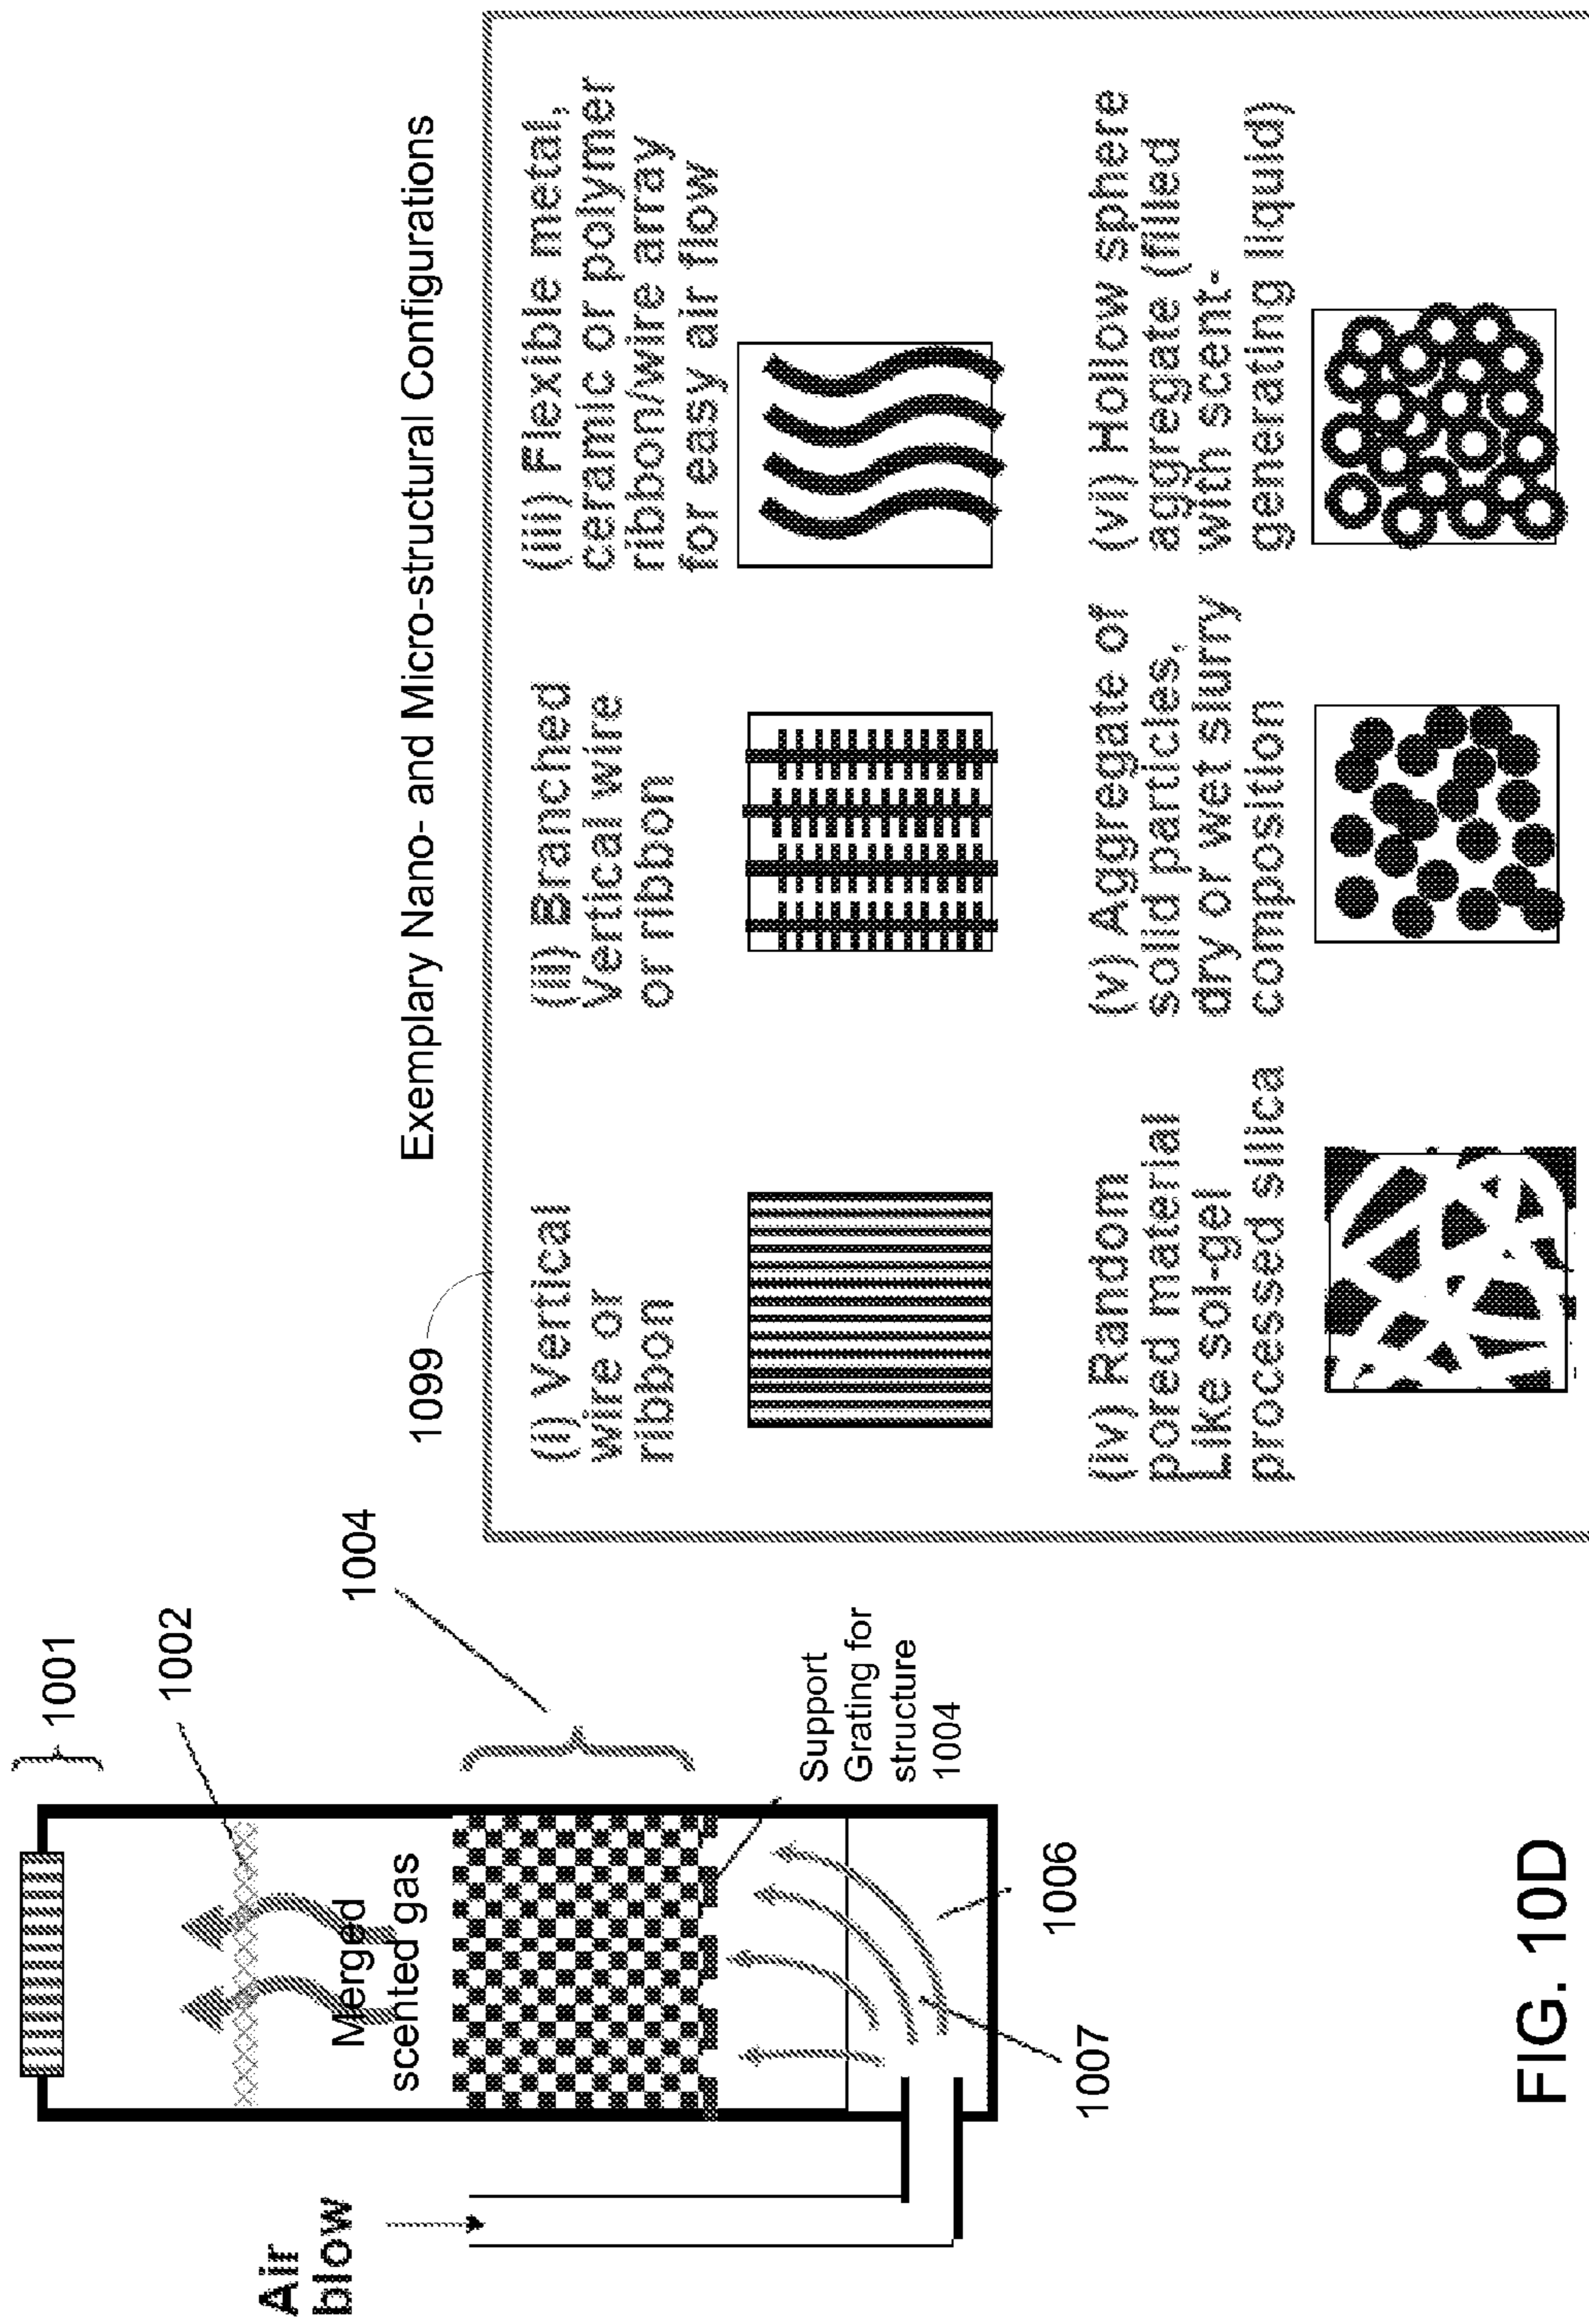 Exemplary Nano- and Micro-structural Configurations
1099
(i) Vertical
wire or
ribbon
(ii) Branched
Vertical wire
or ribbon
(iii) Flexible metal,
ceramic or polymer
ribbon/wire array
for easy air flow
(iv) Random
pored material
Like sol-gel
processed silica
(v) Aggregate of
solid particles,
dry or wet slurry
composition
(vii) Hollow sphere
aggregate (filled
with scent-
generating liquid)
1001
1002
1004
Air
blow
Merged
scented gas
Support
Grating for
structure
1004
1006
1007
FIG. 10D